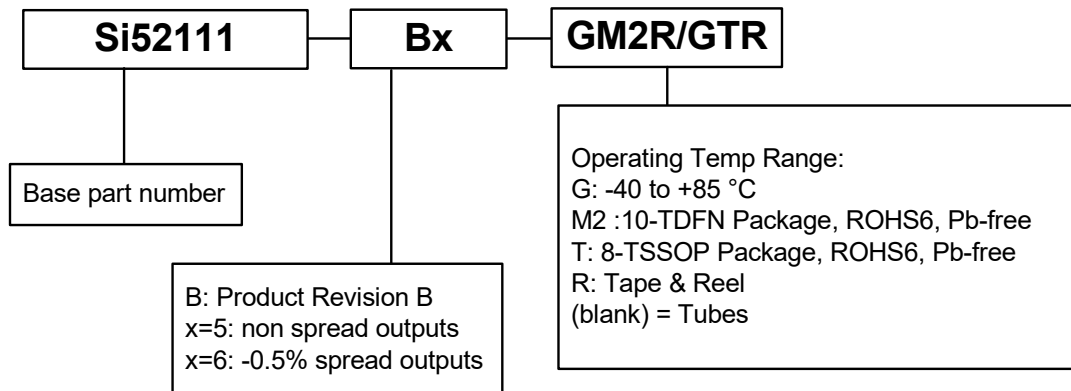 Si52111
Bx
GM2R/GTR
Base part number
B: Product Revision B
x=5: non spread outputs
x=6: -0.5% spread outputs
Operating Temp Range:
G: -40 to +85 °C
M2 :10-TDFN Package, ROHS6, Pb-free
T: 8-TSSOP Package, ROHS6, Pb-free
R: Tape & Reel
(blank) = Tubes